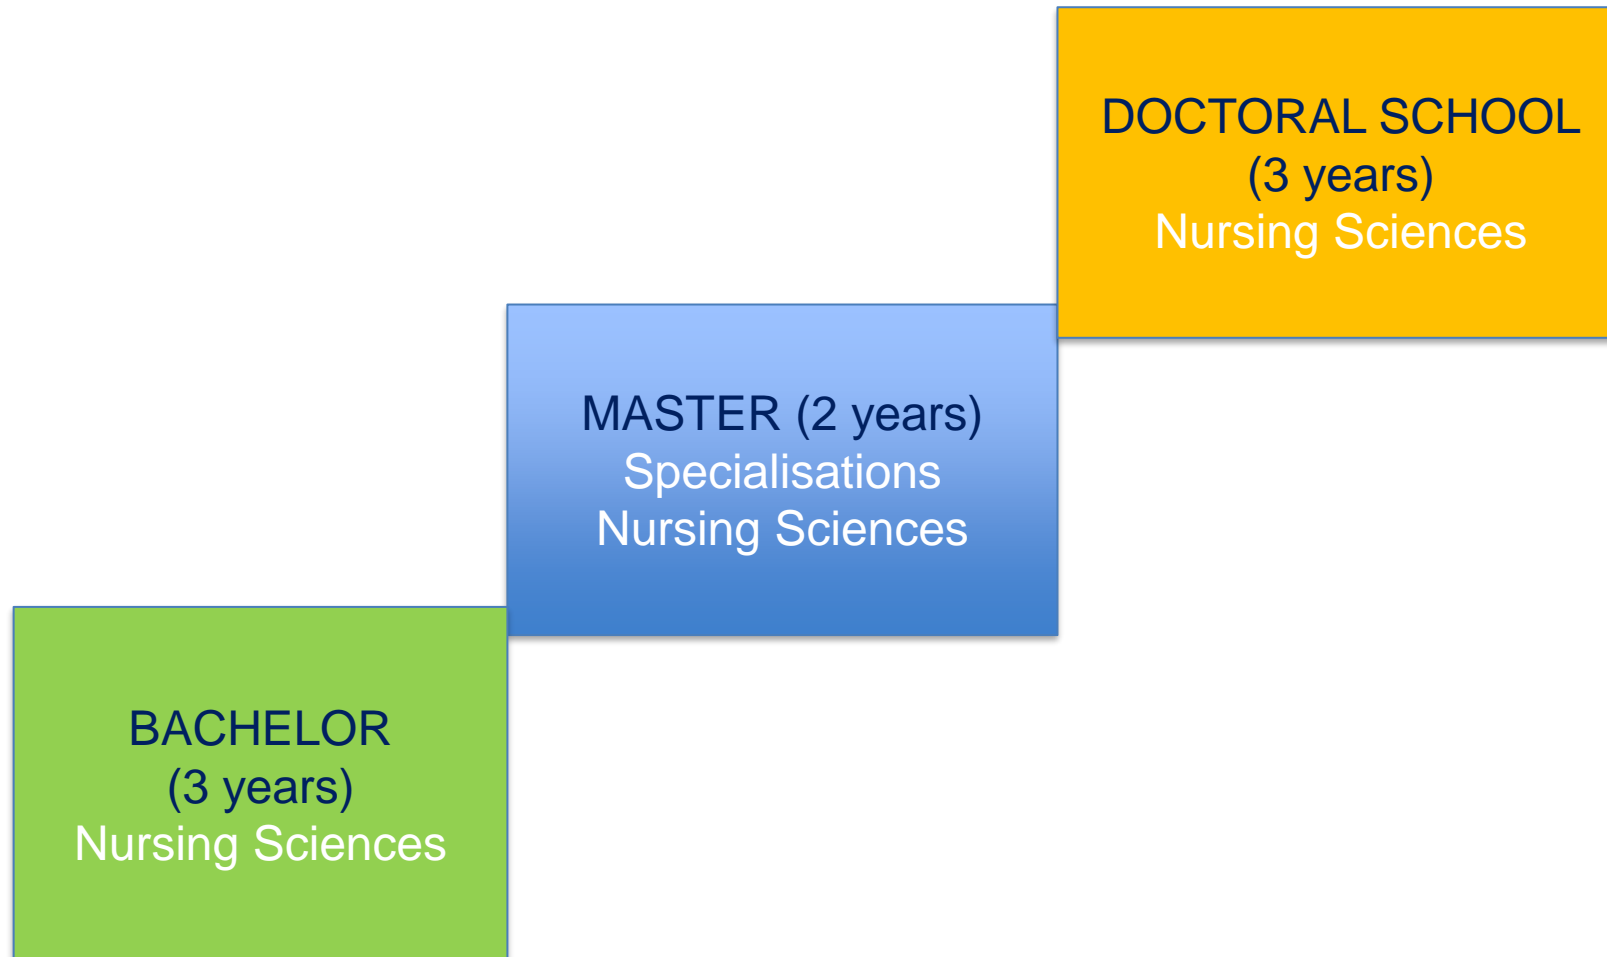 DOCTORAL SCHOOL
(3 years)
Nursing Sciences
MASTER (2 years)
Specialisations
Nursing Sciences
BACHELOR
(3 years)
Nursing Sciences